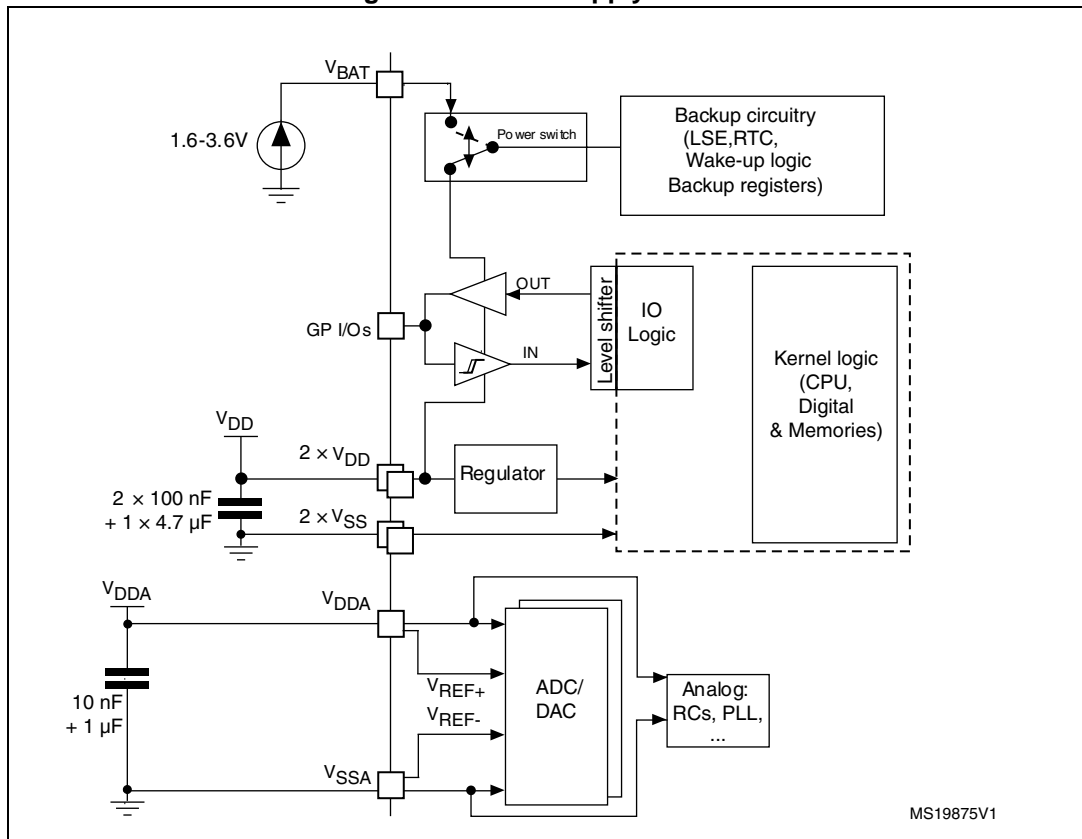 V_BAT
1.6-3.6V
Power switch
Backup circuitry
(LSE,RTC,
Wake-up logic
Backup registers)
OUT
GP I/Os
IN
Level shifter
IO
Logic
Kernel logic
(CPU,
Digital
& Memories)
V_DD
2 × V_DD
Regulator
2 × 100 nF
+ 1 × 4.7 µF
2 × V_SS
V_DDA
V_DDA
V_REF+
V_REF-
ADC/
DAC
Analog:
RCs, PLL,
...
10 nF
+ 1 µF
V_SSA
MS19875V1